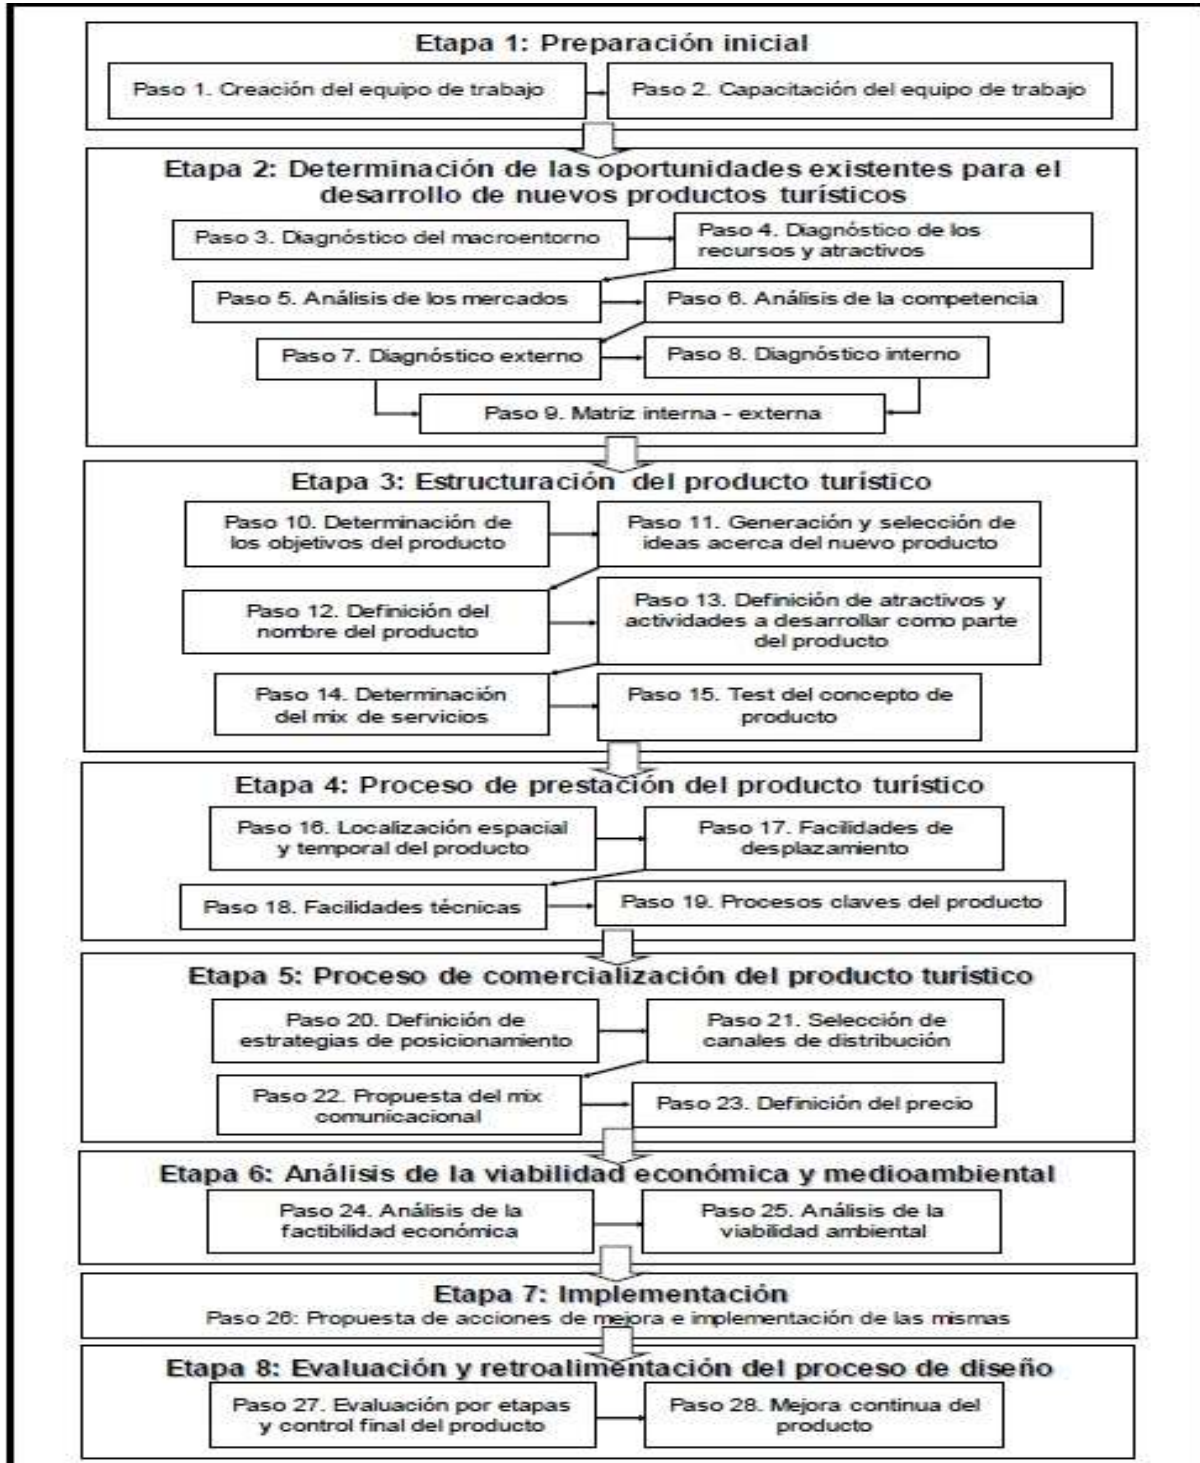 Etapa 1: Preparación inicial
Paso 1. Creación del equipo de trabajo
Paso 2. Capacitación del equipo de trabajo
Etapa 2: Determinación de las oportunidades existentes para el
desarrollo de nuevos productos turísticos
Paso 3. Diagnóstico del macroentorno
Paso 4. Diagnóstico de los
recursos y atractivos
Paso 5. Análisis de los mercados
Paso 6. Análisis de la competencia
Paso 7. Diagnóstico externo
Paso 8. Diagnóstico interno
Paso 9. Matriz interna - externa
Etapa 3: Estructuración del producto turístico
Paso 10. Determinación de
los objetivos del producto
Paso 11. Generación y selección de
ideas acerca del nuevo producto
Paso 12. Definición del
nombre del producto
Paso 13. Definición de atractivos y
actividades a desarrollar como parte
del producto
Paso 14. Determinación
del mix de servicios
Paso 15. Test del concepto de
producto
Etapa 4: Proceso de prestación del producto turístico
Paso 16. Localización espacial
y temporal del producto
Paso 17. Facilidades de
desplazamiento
Paso 18. Facilidades técnicas
Paso 19. Procesos claves del producto
Etapa 5: Proceso de comercialización del producto turístico
Paso 20. Definición de
estrategias de posicionamiento
Paso 21. Selección de
canales de distribución
Paso 22. Propuesta del mix
comunicacional
Paso 23. Definición del precio
Etapa 6: Análisis de la viabilidad económica y medioambiental
Paso 24. Análisis de la
factibilidad económica
Paso 25. Análisis de la
viabilidad ambiental
Etapa 7: Implementación
Paso 26: Propuesta de acciones de mejora e implementación de las mismas
Etapa 8: Evaluación y retroalimentación del proceso de diseño
Paso 27. Evaluación por etapas
y control final del producto
Paso 28. Mejora continua del
producto